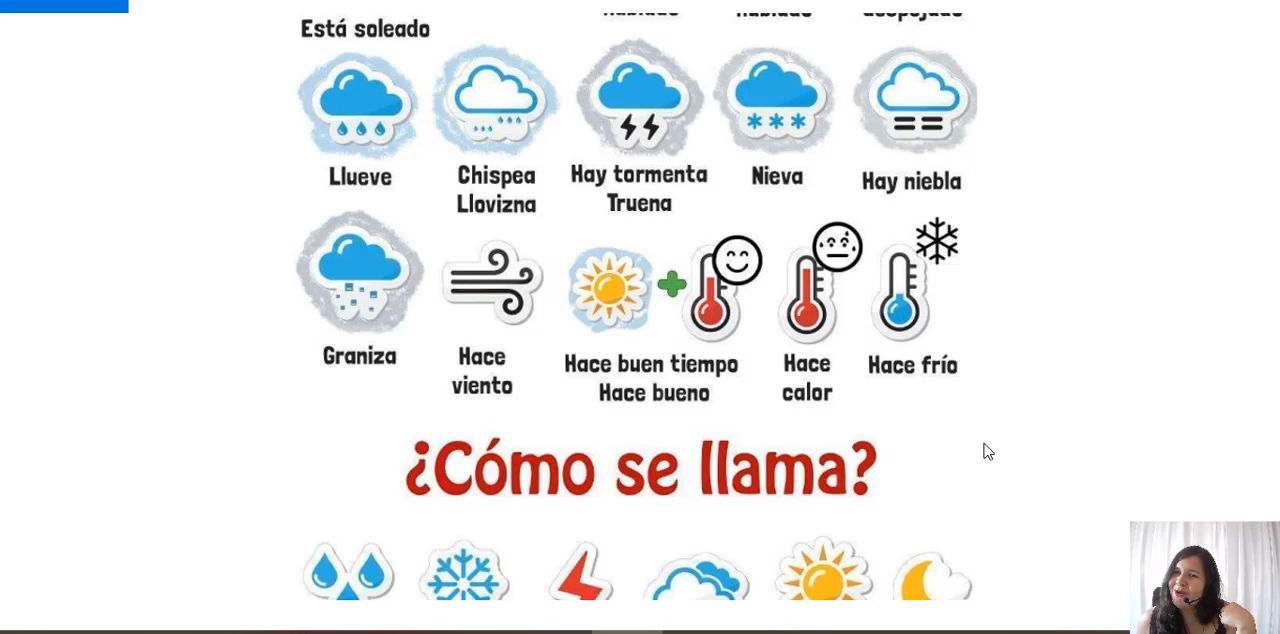 Está soleado
Llueve
Chispea
Llovizna
Hay tormenta
Truena
Nieva
Hay niebla
Graniza
Hace
viento
Hace buen tiempo
Hace bueno
Hace
calor
Hace frío
¿Cómo se llama?